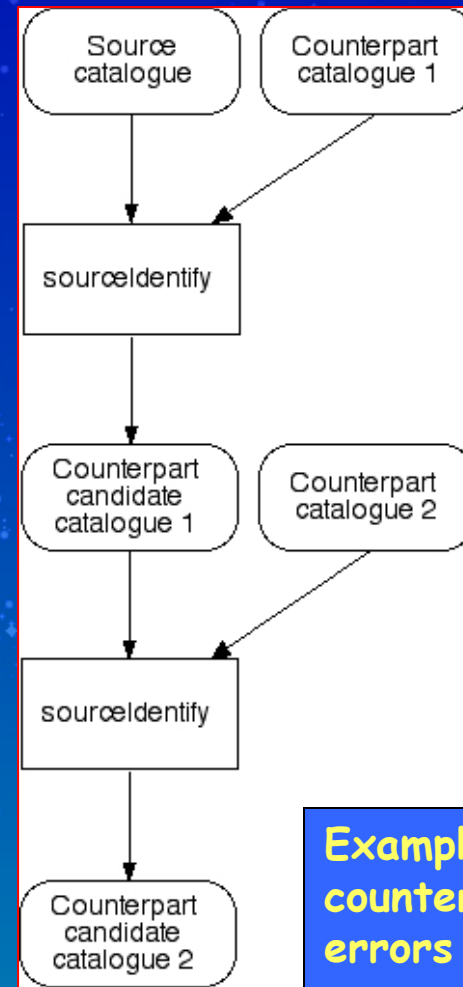 Source
catalogue
Counterpart
catalogue 1
sourceIdentify
Counterpart
candidate
catalogue 1
Counterpart
catalogue 2
sourceIdentify
Counterpart
candidate
catalogue 2
counter
errors